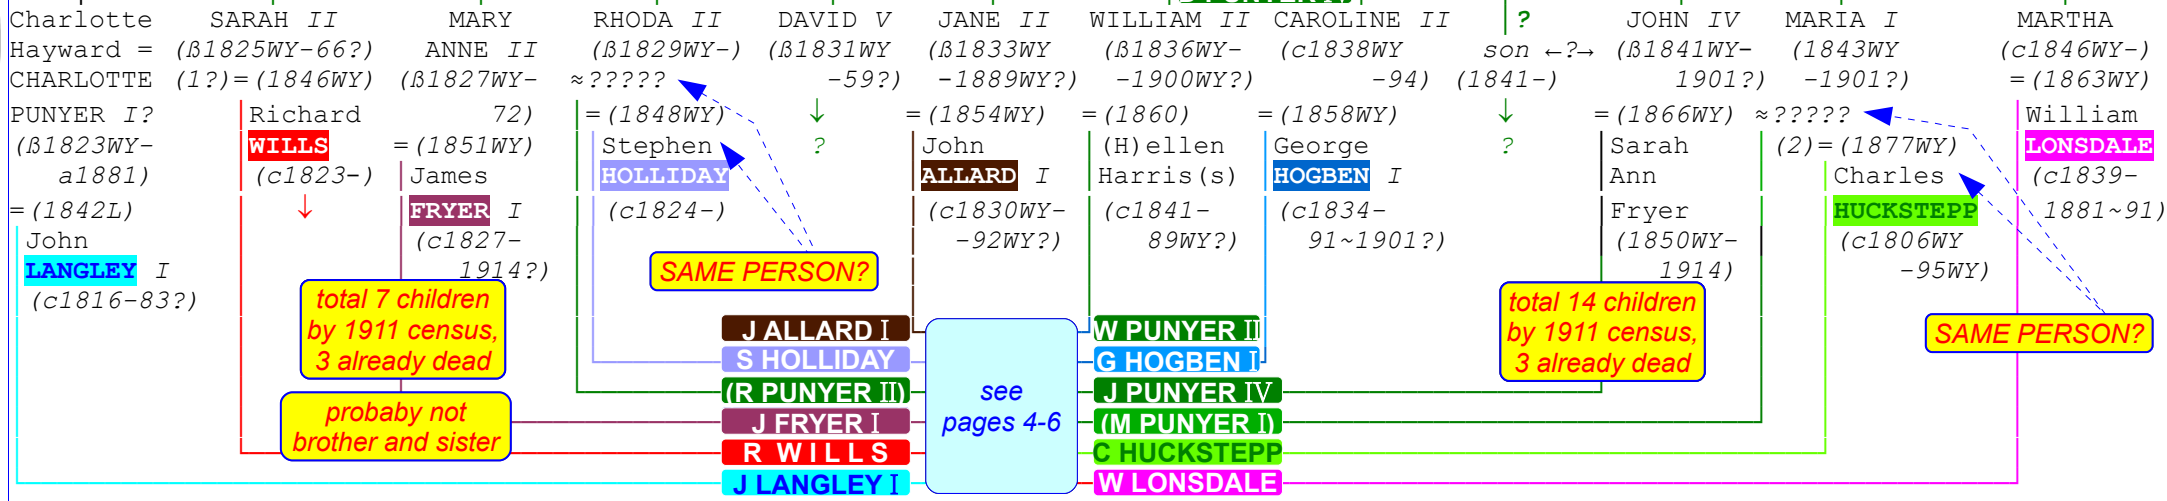 Charlotte
Hayward =
CHARLOTTE
PUNYER I?
(ß1823WY-
a1881)
=(1842L)
John
LANGLEY I
(c1816-83?)
SARAH II
(ß1825WY-66?)
(1?)=(1846WY)
Richard
WILLS
(c1823-)
↓
MARY
ANNE II
(ß1827WY-
72)
=(1851WY)
James
FRYER I
(c1827-
1914?)
RHODA II
(ß1829WY-)
≈?????
=(1848WY)
Stephen
HOLLIDAY
(c1824-)
DAVID V
(ß1831WY
-59?)
↓
?
JANE II
(ß1833WY
-1889WY?)
=(1854WY)
John
ALLARD I
(c1830WY-
-92WY?)
WILLIAM II
(ß1836WY-
-1900WY?)
=(1860)
(H)ellen
Harris(s)
(c1841-
89WY?)
CAROLINE II
(c1838WY
-94)
=(1858WY)
George
HOGBEN I
(c1834-
91~1901?)
?
son ←?→
(1841-)
↓
?
JOHN IV
(ß1841WY-
1901?)
=(1866WY)
Sarah
Ann
Fryer
(1850WY-
1914)
MARIA I
(1843WY
-1901?)
≈?????
(2)=(1877WY)
Charles
HUCKSTEPP
(c1806WY
-95WY)
MARTHA
(c1846WY-)
=(1863WY)
William
LONSDALE
(c1839-
1881~91)
SAME PERSON?
SAME PERSON?
total 7 children
by 1911 census,
3 already dead
total 14 children
by 1911 census,
3 already dead
probaby not
brother and sister
J ALLARD I
S HOLLIDAY
(R PUNYER II)
J FRYER I
R WILLS
J LANGLEY I
see
pages 4-6
W PUNYER II
G HOGBEN I
J PUNYER IV
(M PUNYER I)
C HUCKSTEPP
W LONSDALE